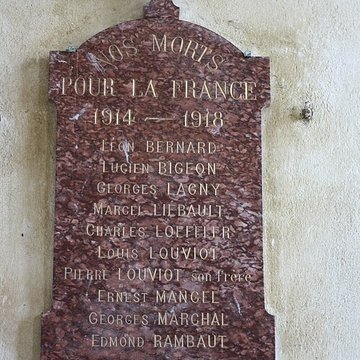 NOS MORTS
POUR LA FRANCE
1914 — 1918
LÉON BERNARD
LUCIEN BIGEON
GEORGES LAGNY
MARCEL LIÉBAULT
CHARLES LOEFFLER
LOUIS LOUVIOT
PIERRE LOUVIOT son frère
ERNEST MANGEL
GEORGES MARCHAL
EDMOND RAMBAUT